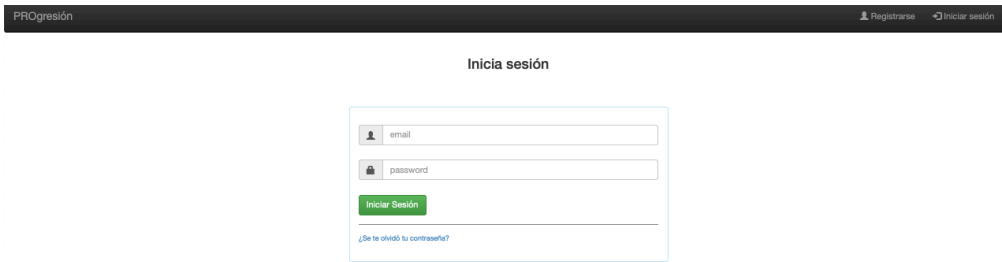 PROgresión Registrarse Iniciar sesión
Inicia sesión
email
password
Iniciar Sesión
¿Se te olvidó tu contraseña?